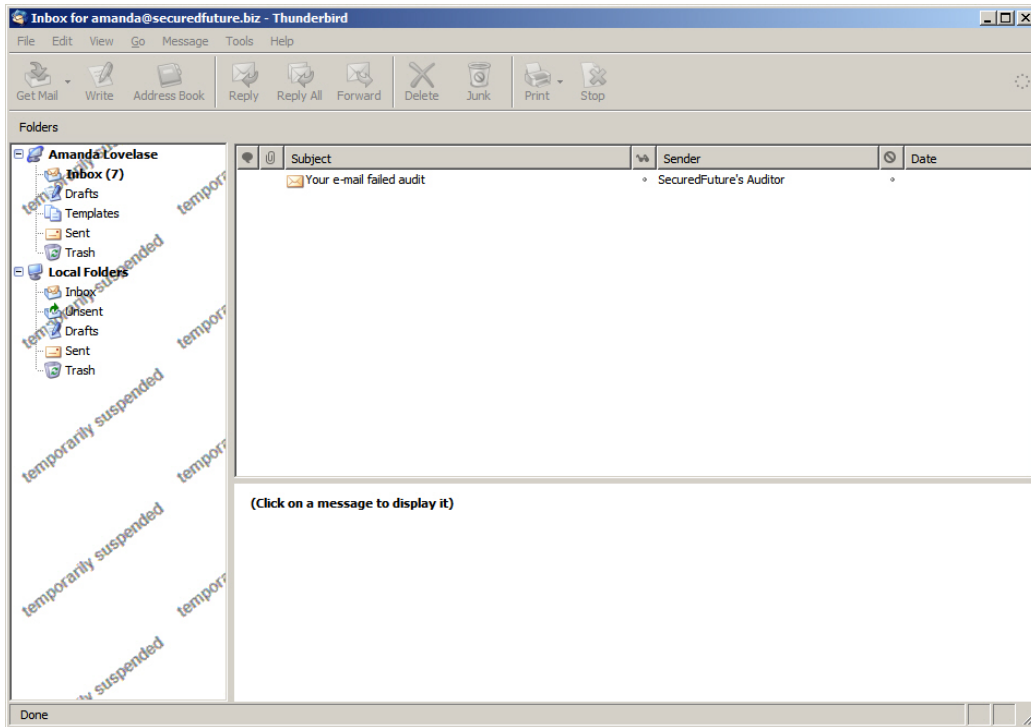 Inbox for amanda@securedfuture.biz - Thunderbird
File Edit View Go Message Tools Help
Get Mail Write Address Book Reply Reply All Forward Delete Junk Print Stop
Folders
Amanda Lovelase
Inbox (7)
Drafts
Templates
Sent
Trash
Local Folders
Inbox
Unsent
Drafts
Sent
Trash
Subject Sender Date
Your e-mail failed audit SecuredFuture's Auditor
(Click on a message to display it)
temporarily suspended
temporarily suspended
temporarily suspended
Done